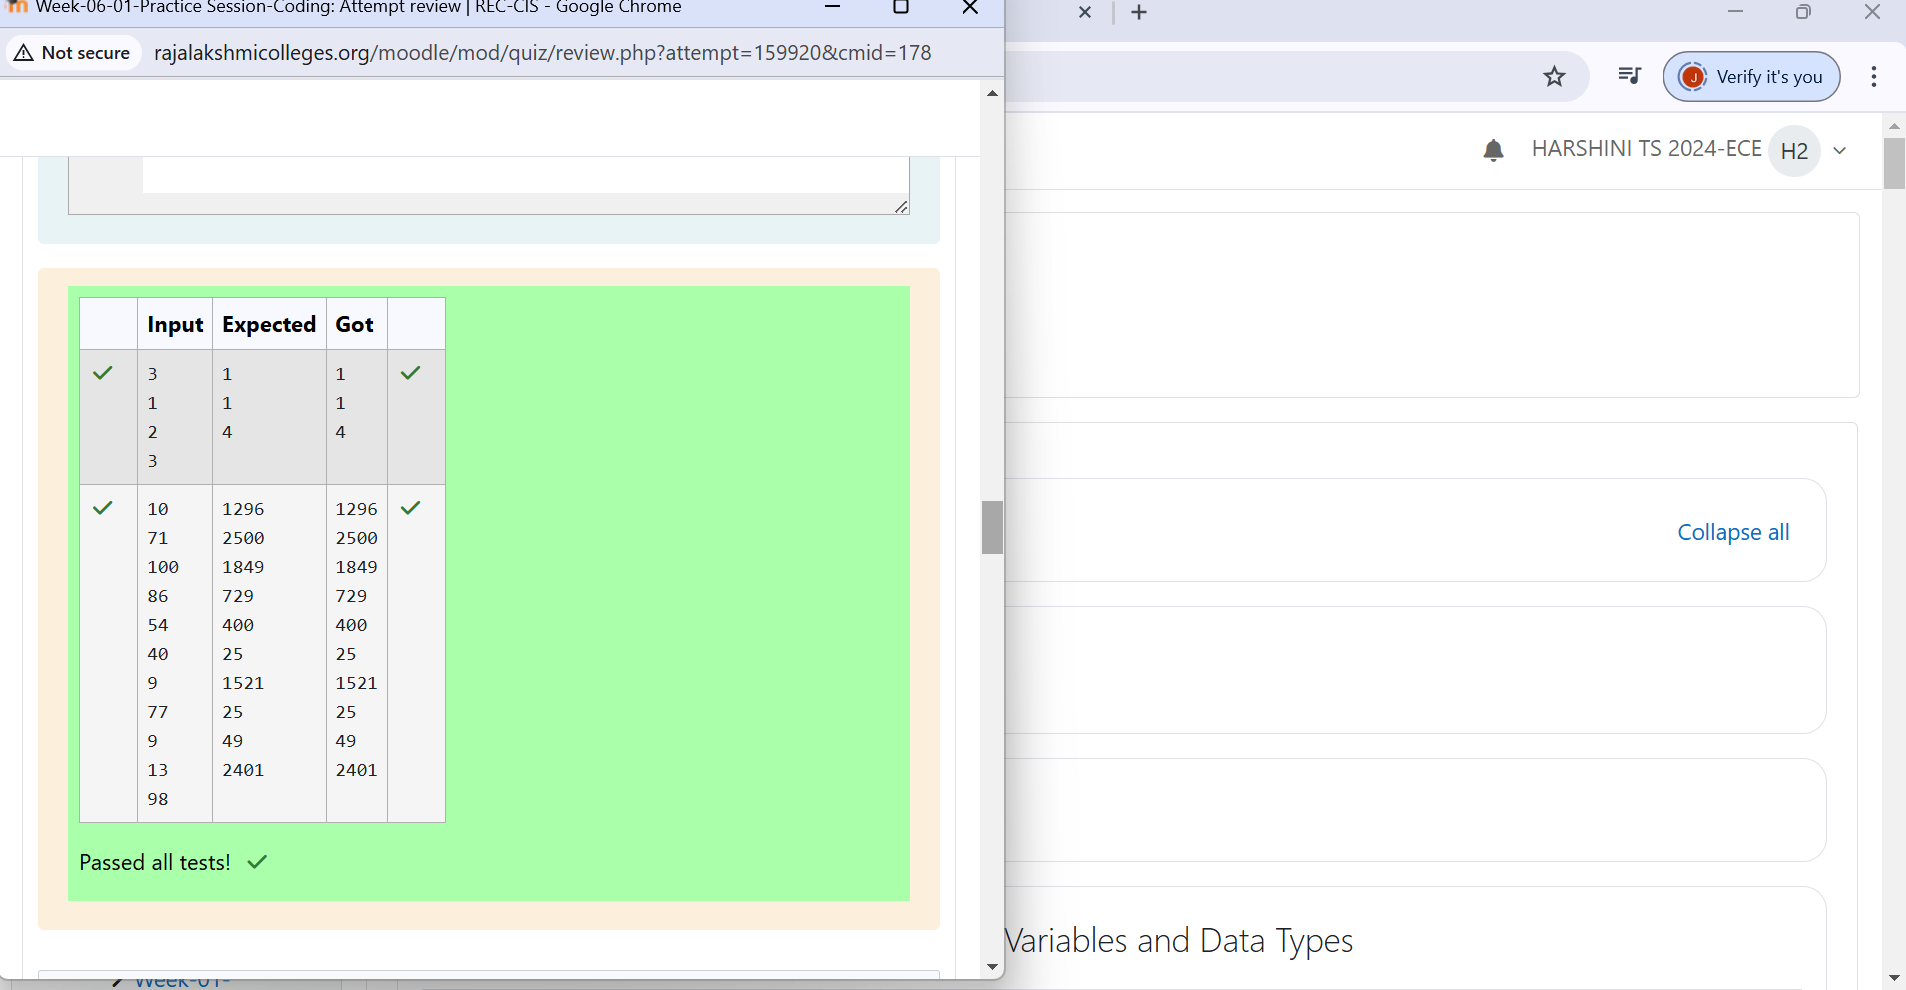 Week-06-01-Practice Session-Coding: Attempt review | REC-CIS - Google Chrome
Not secure rajalakshmicolleges.org/moodle/mod/quiz/review.php?attempt=159920&cmid=178
J Verify it's you
HARSHINI TS 2024-ECE H2
Input Expected Got
3 1 1
1 1 1
2 4 4
3
10 1296 1296
71 2500 2500
100 1849 1849
86 729 729
54 400 400
40 25 25
9 1521 1521
77 25 25
9 49 49
13 2401 2401
98
Passed all tests!
Collapse all
Variables and Data Types
Week-01-